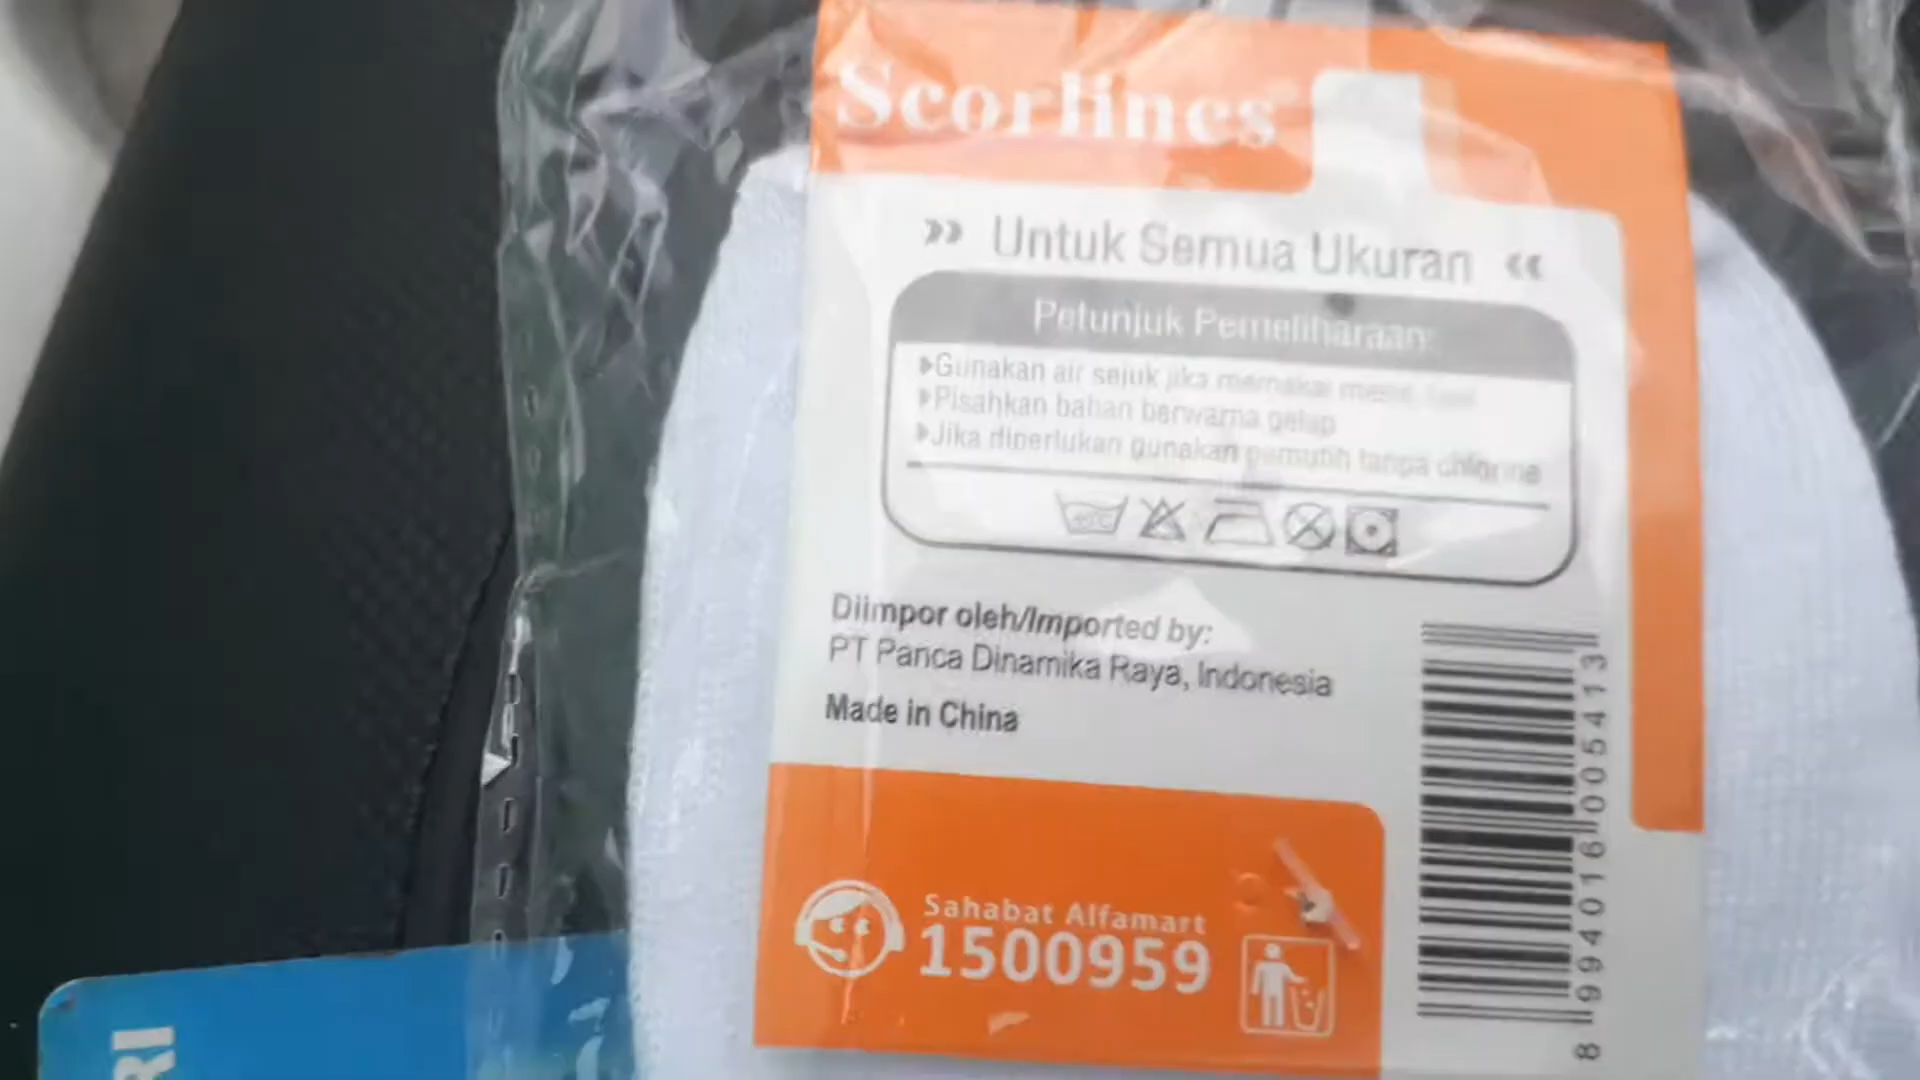 Scorlines
Untuk Semua Ukuran
Petunjuk Pemeliharaan:
Gunakan air sejuk jika memakai mesin
Pisahkan bahan berwarna gelap
Jika diperlukan gunakan pemutih tanpa chlorine
Diimpor oleh/Imported by:
PT Panca Dinamika Raya, Indonesia
Made in China
Sahabat Alfamart
1500959
8 994016 005413
RI